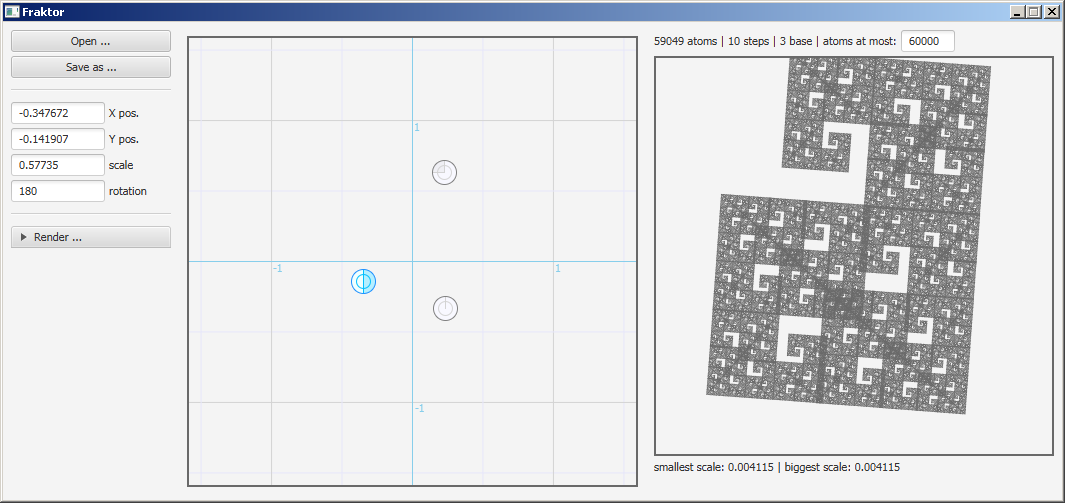 Fraktor
Open ...
Save as ...
-0.347672 X pos.
-0.141907 Y pos.
0.57735 scale
180 rotation
Render ...
1
-1
1
-1
59049 atoms | 10 steps | 3 base | atoms at most: 60000
smallest scale: 0.004115 | biggest scale: 0.004115